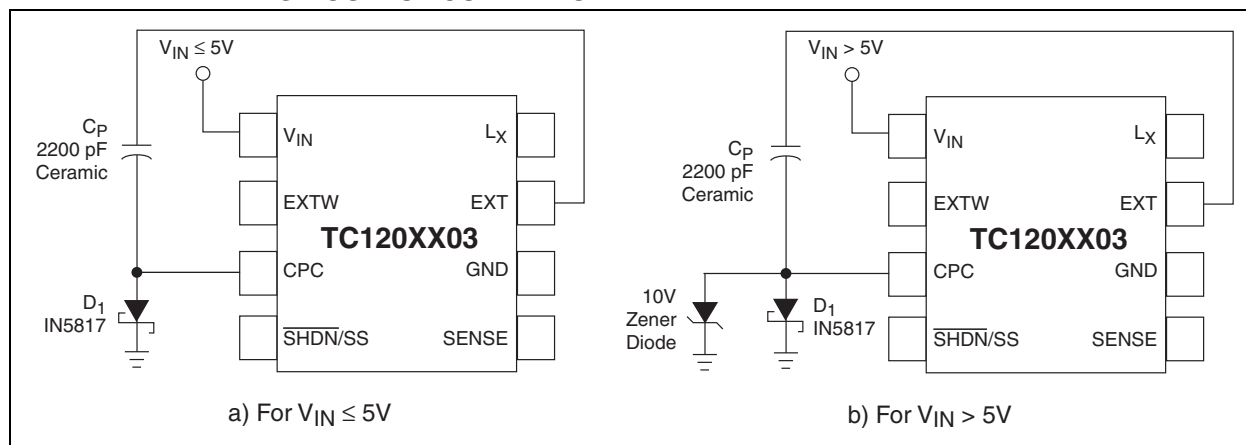 V_IN ≤ 5V
C_P
2200 pF
Ceramic
V_IN
L_X
EXTW
EXT
TC120XX03
CPC
GND
D_1
IN5817
SHDN/SS
SENSE
a) For V_IN ≤ 5V
V_IN > 5V
C_P
2200 pF
Ceramic
V_IN
L_X
EXTW
EXT
TC120XX03
CPC
GND
10V
Zener
Diode
D_1
IN5817
SHDN/SS
SENSE
b) For V_IN > 5V